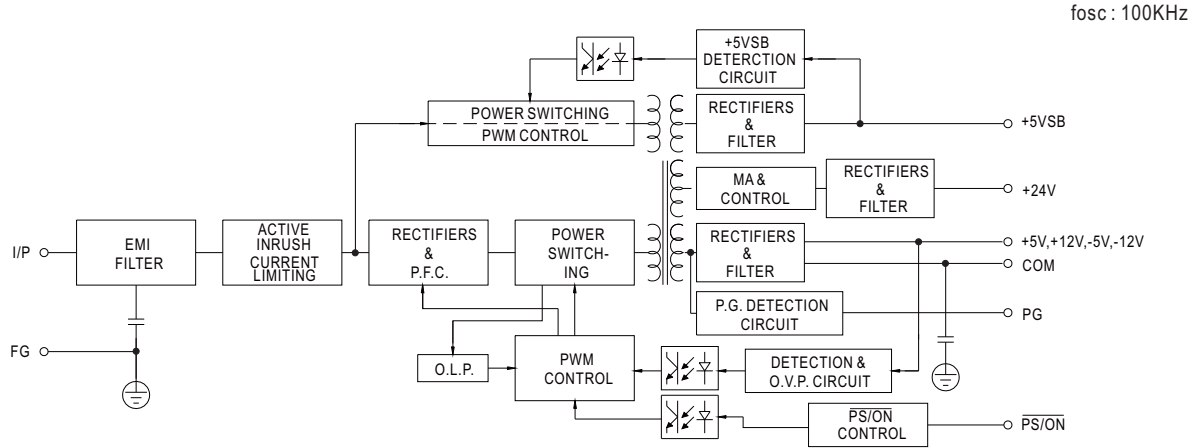 fosc : 100KHz
+5VSB
DETERCTION
CIRCUIT
POWER SWITCHING
PWM CONTROL
RECTIFIERS
&
FILTER
+5VSB
MA &
CONTROL
RECTIFIERS
&
FILTER
+24V
I/P
EMI
FILTER
ACTIVE
INRUSH
CURRENT
LIMITING
RECTIFIERS
&
P.F.C.
POWER
SWITCH-
ING
RECTIFIERS
&
FILTER
+5V,+12V,-5V,-12V
COM
P.G. DETECTION
CIRCUIT
PG
FG
O.L.P.
PWM
CONTROL
DETECTION &
O.V.P. CIRCUIT
PS/ON
CONTROL
PS/ON